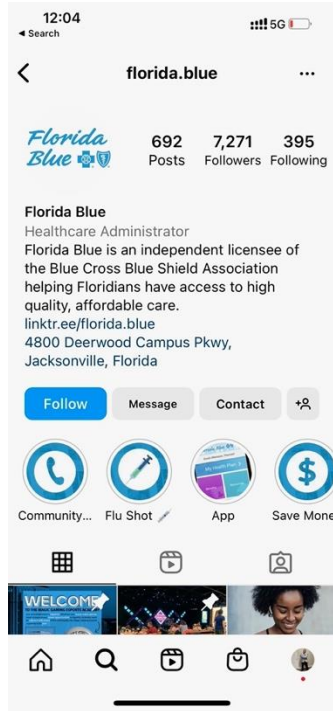 12:04
5G
◄ Search
florida.blue
Florida
Blue
692
7,271
395
Posts
Followers
Following
Florida Blue
Healthcare Administrator
Florida Blue is an independent licensee of
the Blue Cross Blue Shield Association
helping Floridians have access to high
quality, affordable care.
linktr.ee/florida.blue
4800 Deerwood Campus Pkwy,
Jacksonville, Florida
Follow
Message
Contact
Community...
Flu Shot
App
Save Mone
My Health Plan
WELCOME